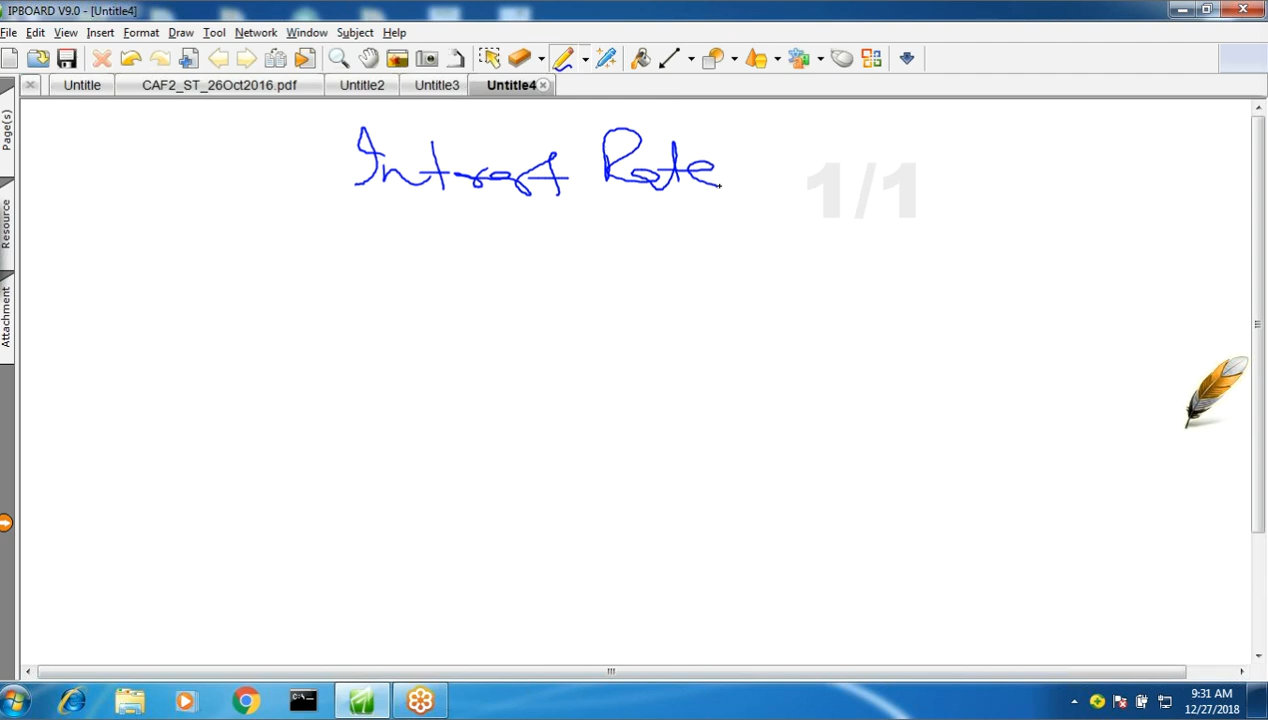 IPBOARD V9.0 - [Untitle4]
File Edit View Insert Format Draw Tool Network Window Subject Help
Untitle CAF2_ST_26Oct2016.pdf Untitle2 Untitle3 Untitle4
Page(s)
Resource
Attachment
Intrest Rate
1/1
9:31 AM
12/27/2018